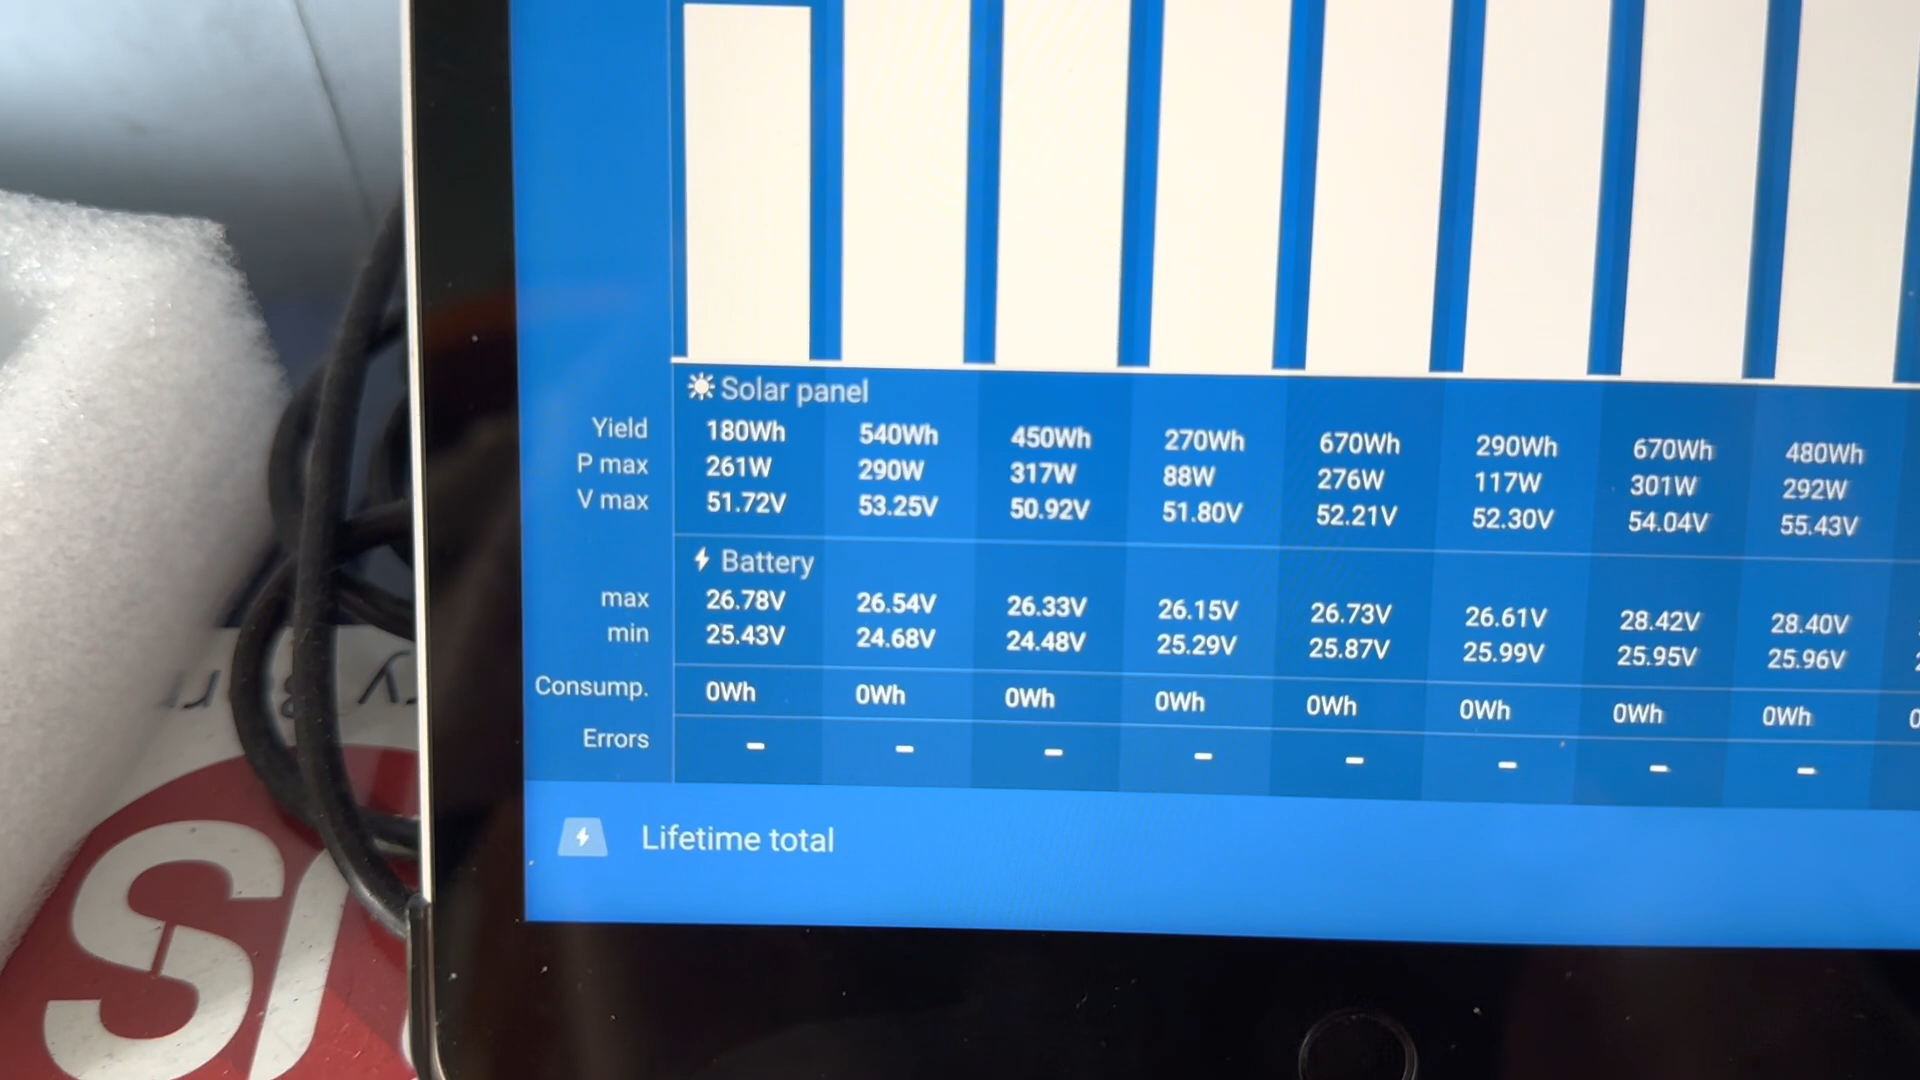 Solar panel
Yield 180Wh 540Wh 450Wh 270Wh 670Wh 290Wh 670Wh 480Wh
P max 261W 290W 317W 88W 276W 117W 301W 292W
V max 51.72V 53.25V 50.92V 51.80V 52.21V 52.30V 54.04V 55.43V
Battery
max 26.78V 26.54V 26.33V 26.15V 26.73V 26.61V 28.42V 28.40V
min 25.43V 24.68V 24.48V 25.29V 25.87V 25.99V 25.95V 25.96V
Consump. 0Wh 0Wh 0Wh 0Wh 0Wh 0Wh 0Wh 0Wh
Errors – – – – – – – –
Lifetime total